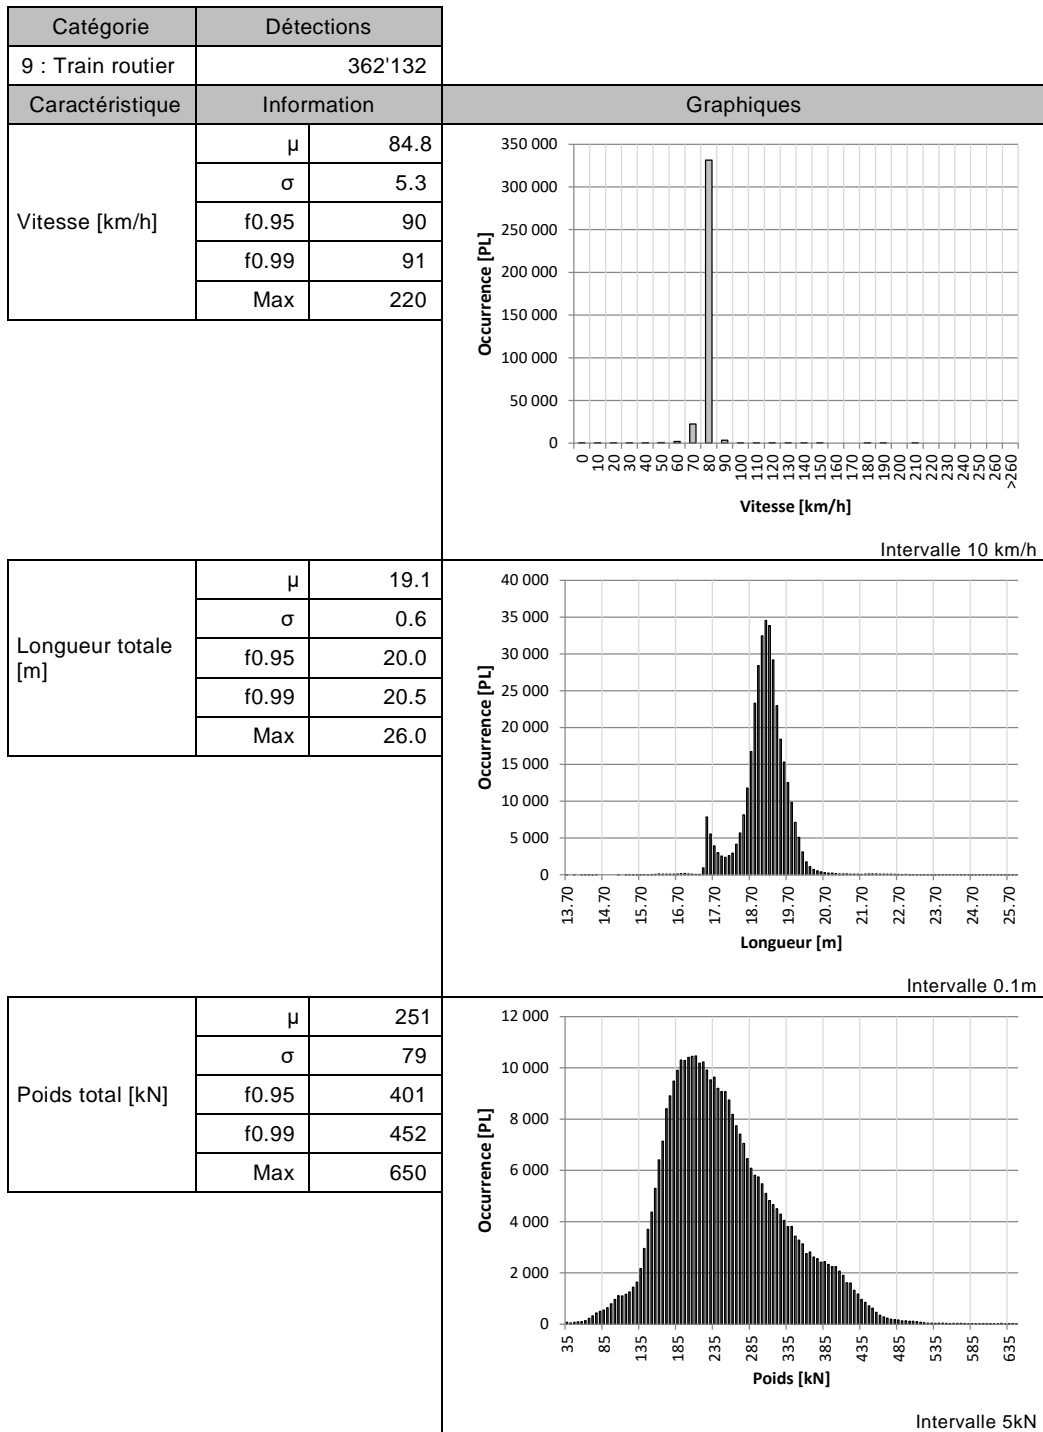 Catégorie Détections
9 : Train routier 362'132
Caractéristique Information Graphiques
Vitesse [km/h]
µ 84.8
σ 5.3
f0.95 90
f0.99 91
Max 220
350 000
300 000
250 000
200 000
150 000
100 000
50 000
0
Occurrence [PL]
0 10 20 30 40 50 60 70 80 90 100 110 120 130 140 150 160 170 180 190 200 210 220 230 240 250 260 >260
Vitesse [km/h]
Intervalle 10 km/h
Longueur totale
[m]
µ 19.1
σ 0.6
f0.95 20.0
f0.99 20.5
Max 26.0
40 000
35 000
30 000
25 000
20 000
15 000
10 000
5 000
0
Occurrence [PL]
13.70 14.70 15.70 16.70 17.70 18.70 19.70 20.70 21.70 22.70 23.70 24.70 25.70
Longueur [m]
Intervalle 0.1m
Poids total [kN]
µ 251
σ 79
f0.95 401
f0.99 452
Max 650
12 000
10 000
8 000
6 000
4 000
2 000
0
Occurrence [PL]
35 85 135 185 235 285 335 385 435 485 535 585 635
Poids [kN]
Intervalle 5kN